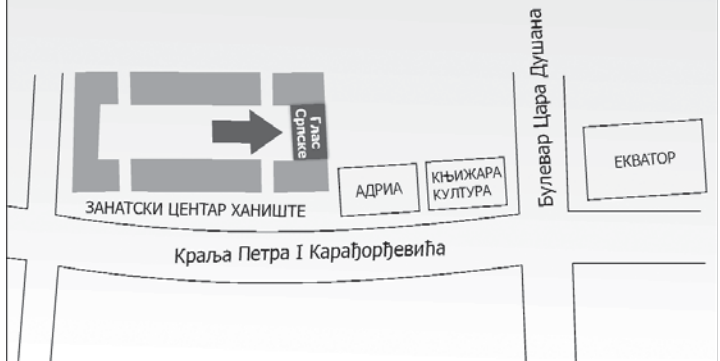 Булевар Цара Душана
Глас
Српске
ЕКВАТОР
АДРИА
КЊИЖАРА
КУЛТУРА
ЗАНАТСКИ ЦЕНТАР ХАНИШТЕ
Краља Петра I Карађорђевића